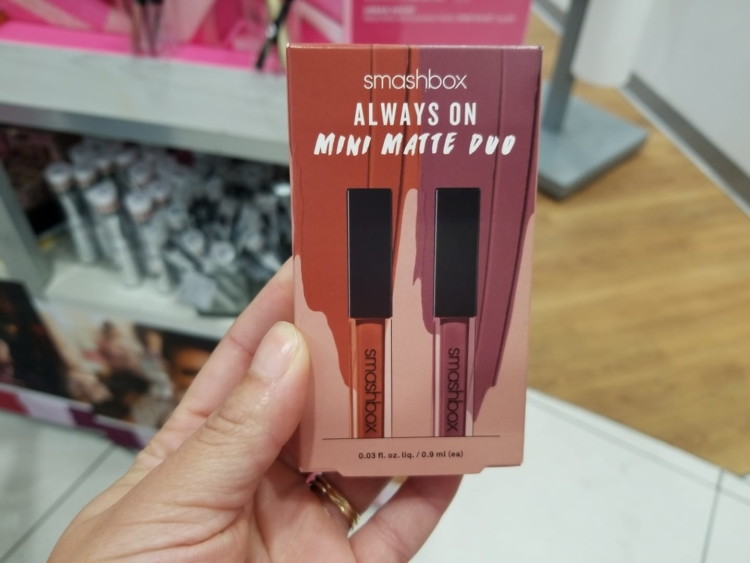 smashbox
ALWAYS ON
MINI MATTE DUO
smashbox
smashbox
0.03 fl. oz. liq. / 0.9 ml (ea)